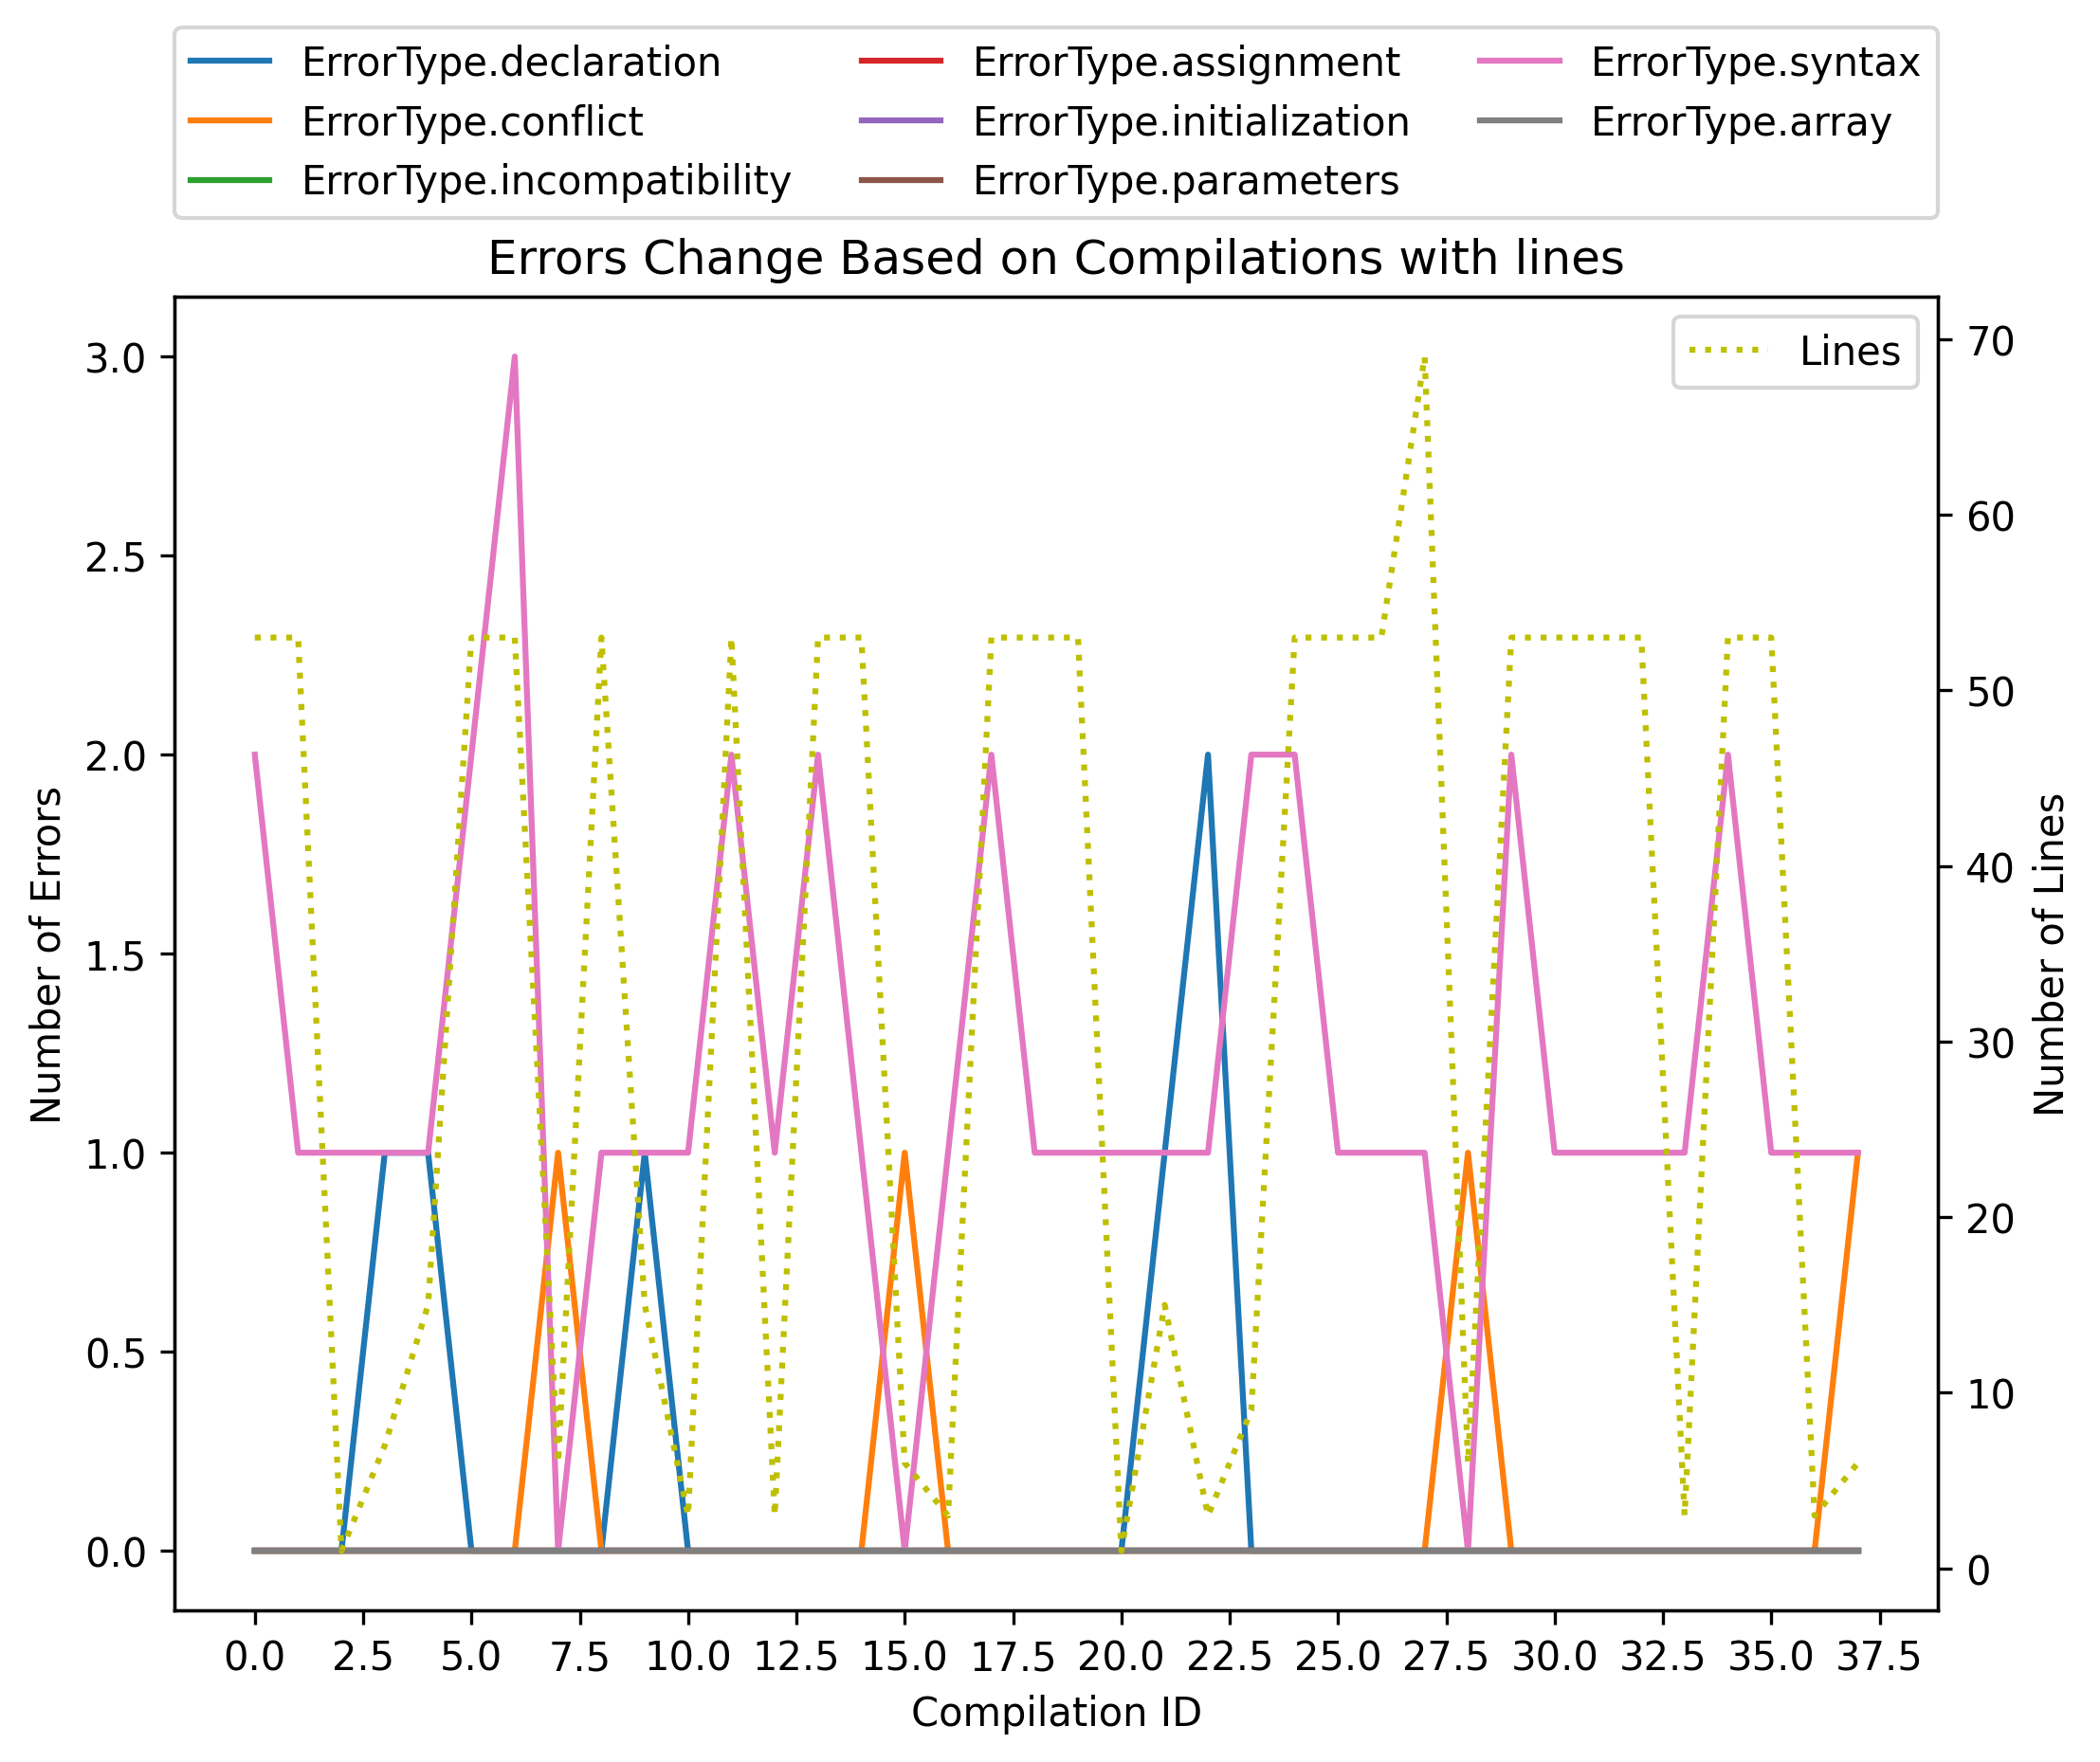 ErrorType.declaration
ErrorType.conflict
ErrorType.incompatibility
ErrorType.assignment
ErrorType.initialization
ErrorType.parameters
ErrorType.syntax
ErrorType.array
Errors Change Based on Compilations with lines
Lines
Number of Errors
3.0
2.5
2.0
1.5
1.0
0.5
0.0
70
60
50
40
30
20
10
0
Number of Lines
0.0 2.5 5.0 7.5 10.0 12.5 15.0 17.5 20.0 22.5 25.0 27.5 30.0 32.5 35.0 37.5
Compilation ID